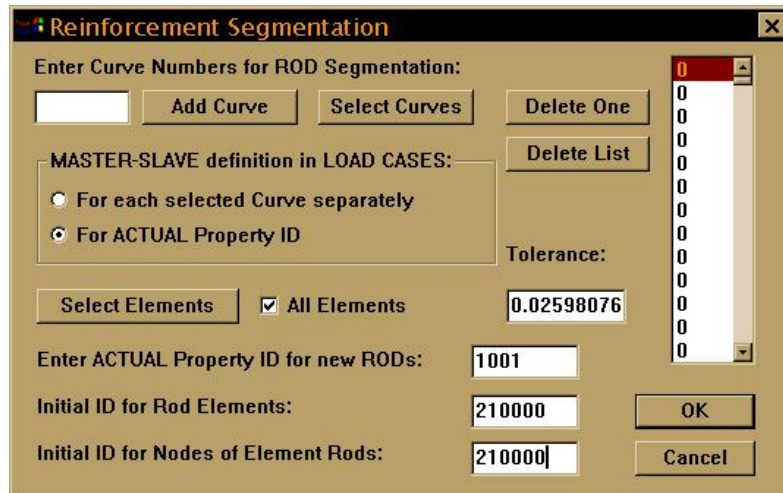 Reinforcement Segmentation
Enter Curve Numbers for ROD Segmentation:
Add Curve
Select Curves
Delete One
Delete List
MASTER-SLAVE definition in LOAD CASES:
For each selected Curve separately
For ACTUAL Property ID
Tolerance:
Select Elements
All Elements
0.02598076
Enter ACTUAL Property ID for new RODs:
1001
Initial ID for Rod Elements:
210000
Initial ID for Nodes of Element Rods:
210000
0
0
0
0
0
0
0
0
0
0
0
0
0
OK
Cancel